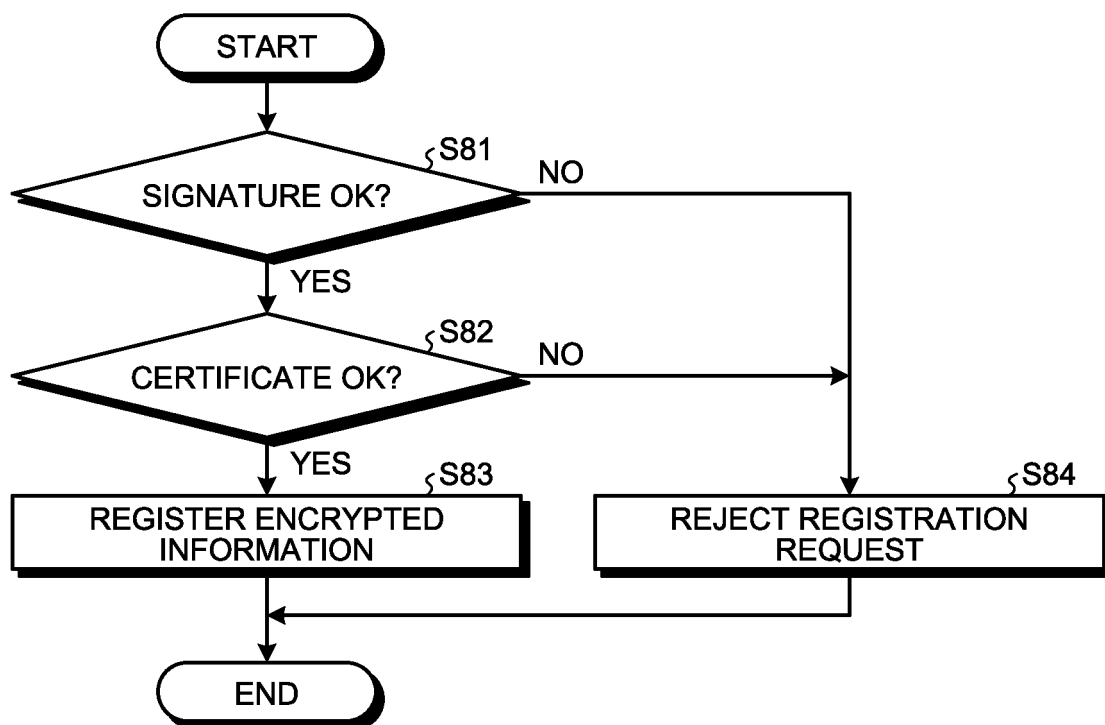 START
S81
SIGNATURE OK?
NO
YES
S82
CERTIFICATE OK?
NO
YES
S83
REGISTER ENCRYPTED
INFORMATION
S84
REJECT REGISTRATION
REQUEST
END